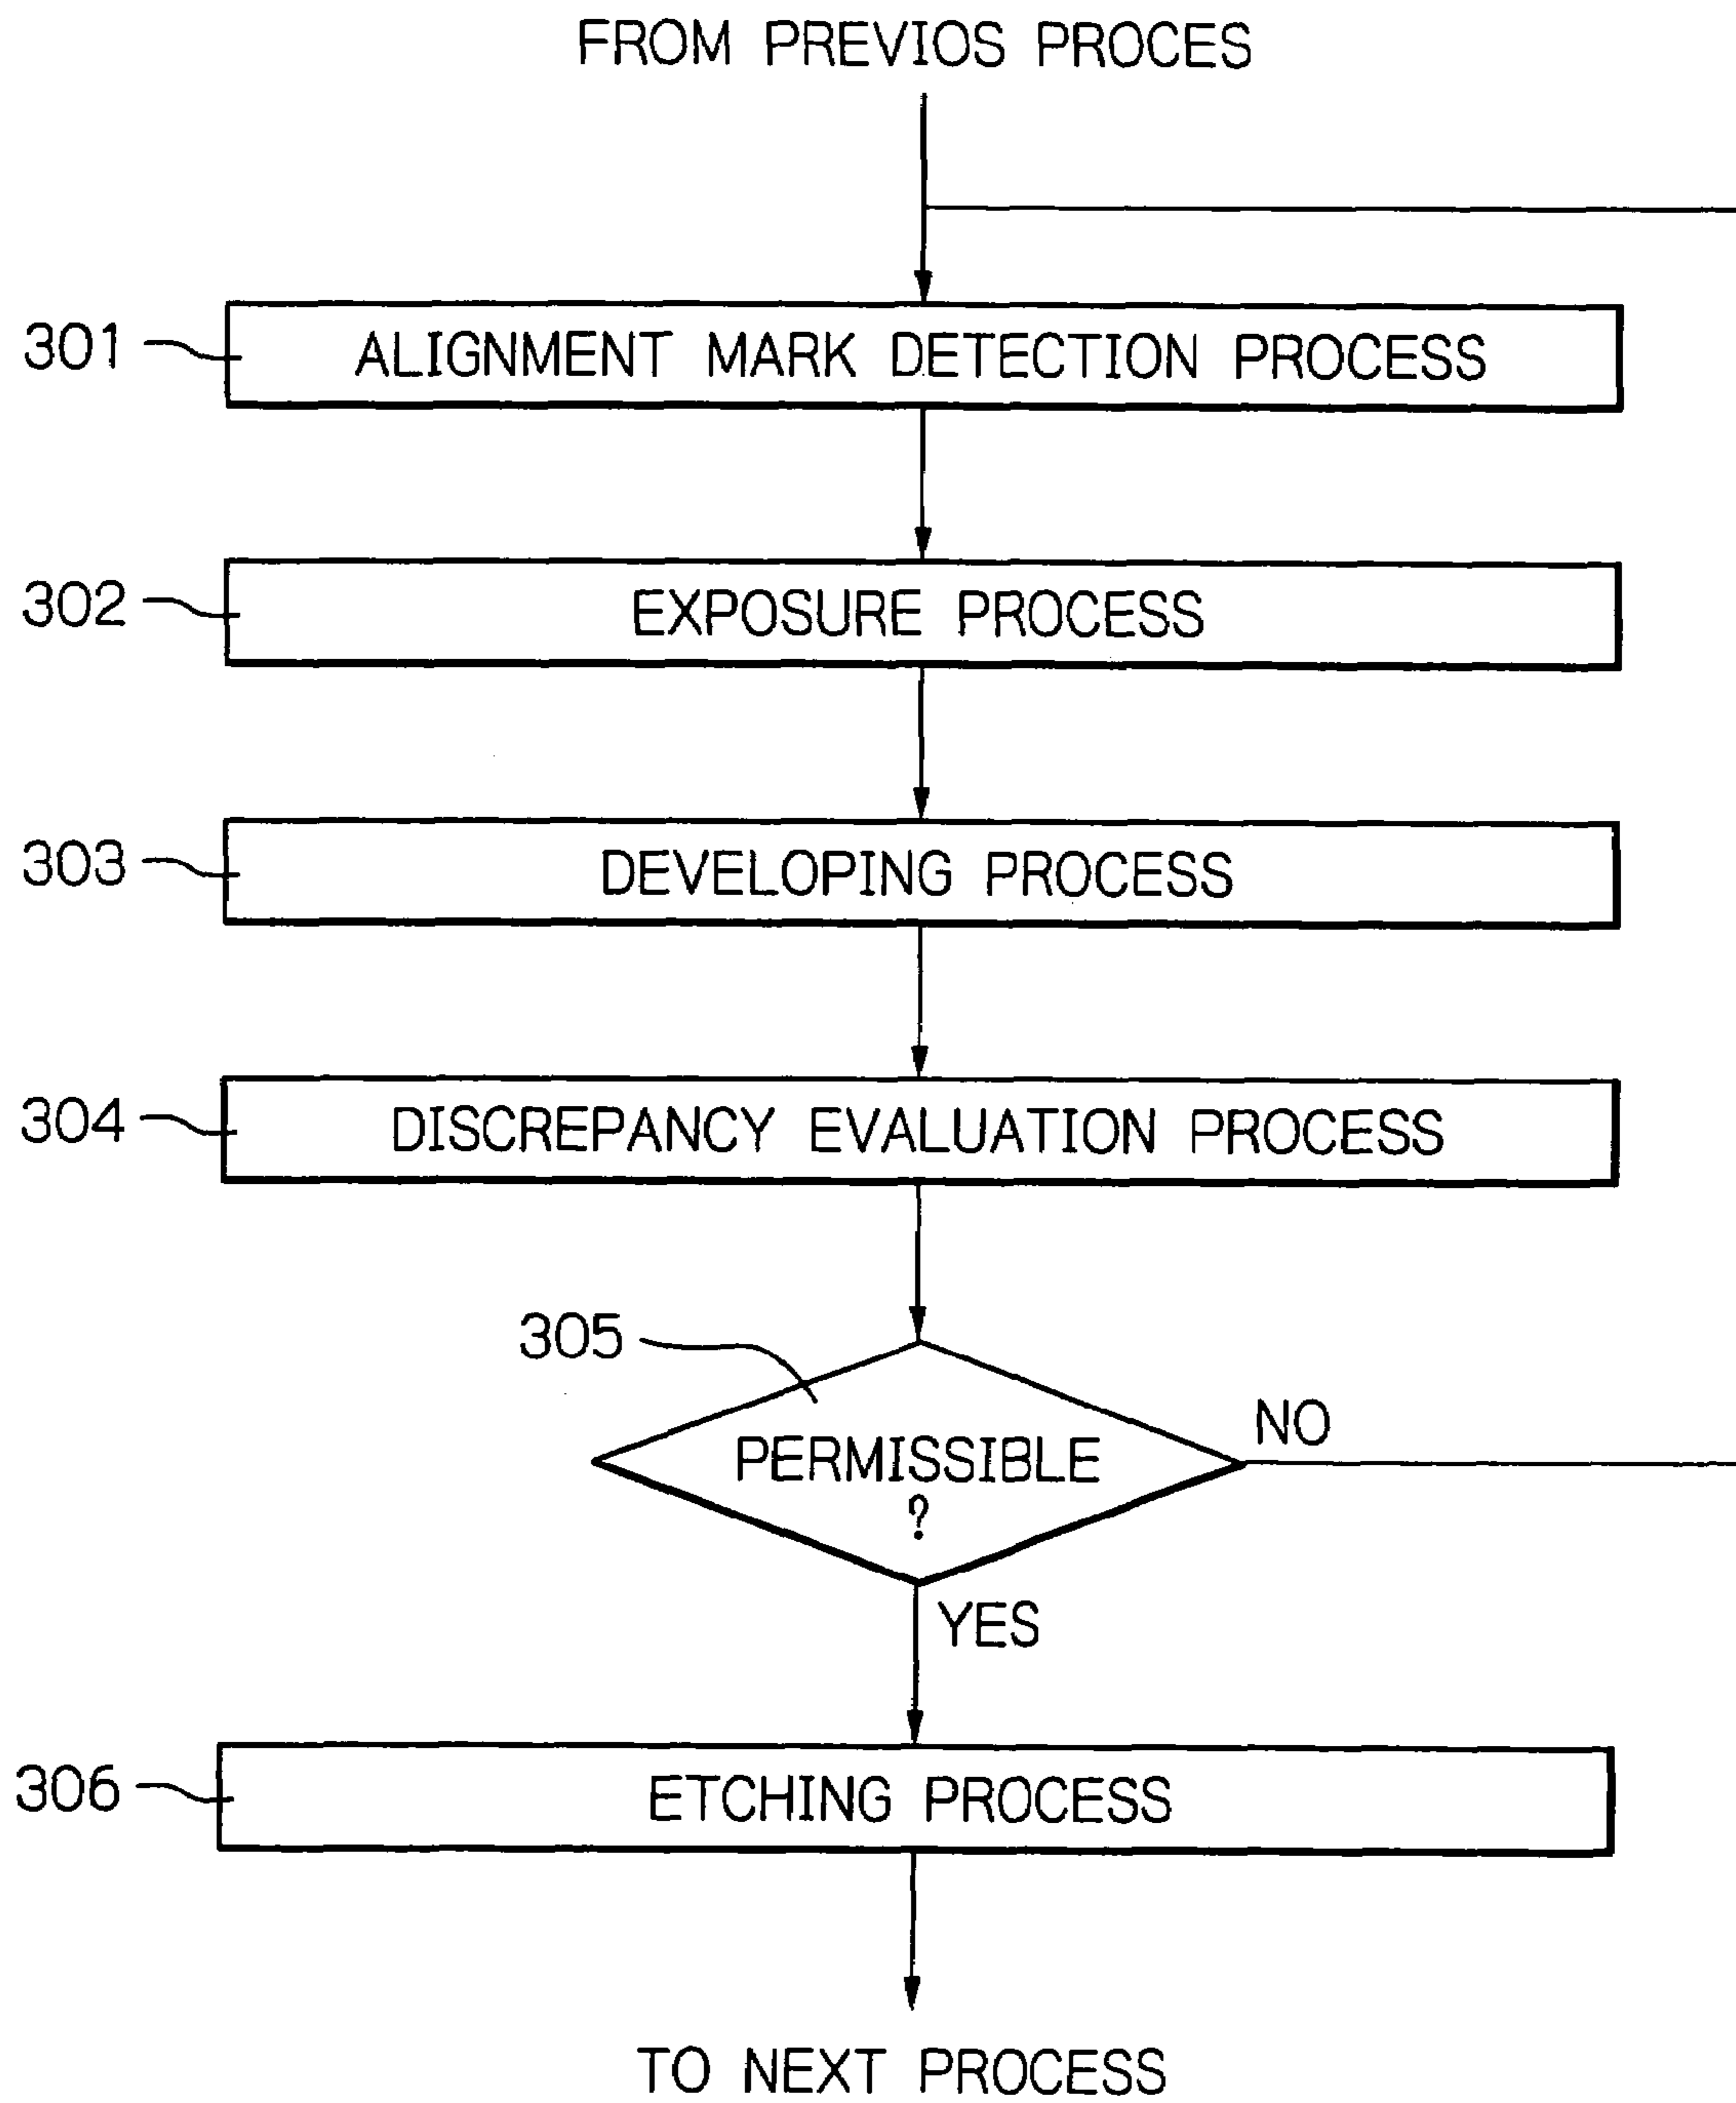 FROM PREVIOS PROCES
301 ALIGNMENT MARK DETECTION PROCESS
302 EXPOSURE PROCESS
303 DEVELOPING PROCESS
304 DISCREPANCY EVALUATION PROCESS
305
PERMISSIBLE
?
NO
YES
306 ETCHING PROCESS
TO NEXT PROCESS